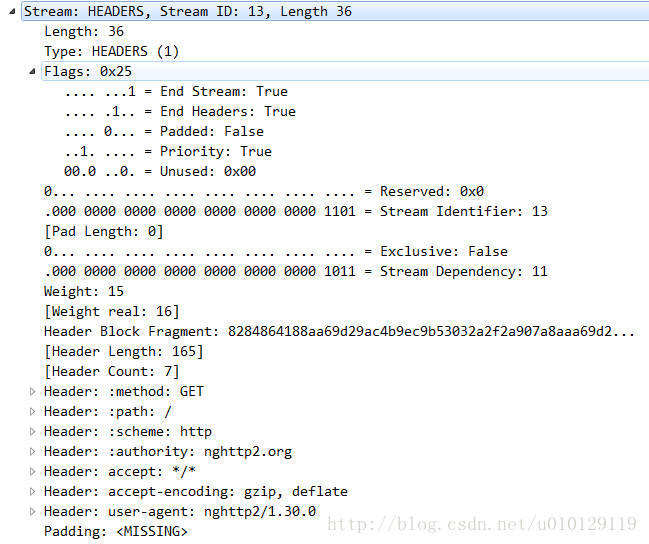 Stream: HEADERS, Stream ID: 13, Length 36
Length: 36
Type: HEADERS (1)
Flags: 0x25
.... ...1 = End Stream: True
.... .1.. = End Headers: True
.... 0... = Padded: False
..1. .... = Priority: True
00.0 ..0. = Unused: 0x00
0... .... .... .... .... .... .... .... = Reserved: 0x0
.000 0000 0000 0000 0000 0000 0000 1101 = Stream Identifier: 13
[Pad Length: 0]
0... .... .... .... .... .... .... .... = Exclusive: False
.000 0000 0000 0000 0000 0000 0000 1011 = Stream Dependency: 11
Weight: 15
[Weight real: 16]
Header Block Fragment: 8284864188aa69d29ac4b9ec9b53032a2f2a907a8aaa69d2...
[Header Length: 165]
[Header Count: 7]
Header: :method: GET
Header: :path: /
Header: :scheme: http
Header: :authority: nghttp2.org
Header: accept: */*
Header: accept-encoding: gzip, deflate
Header: user-agent: nghttp2/1.30.0
Padding: <MISSING>
http://blog.csdn.net/u010129119